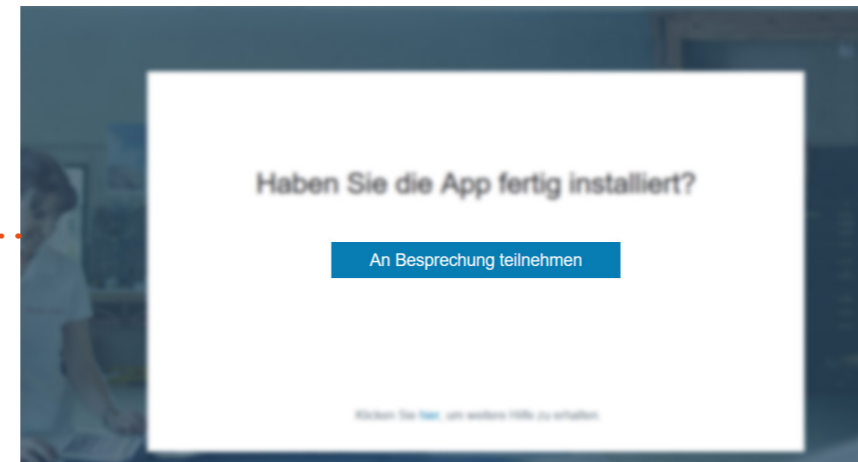 Haben Sie die App fertig installiert?
An Besprechung teilnehmen
Klicken Sie hier, um weitere Hilfe zu erhalten.